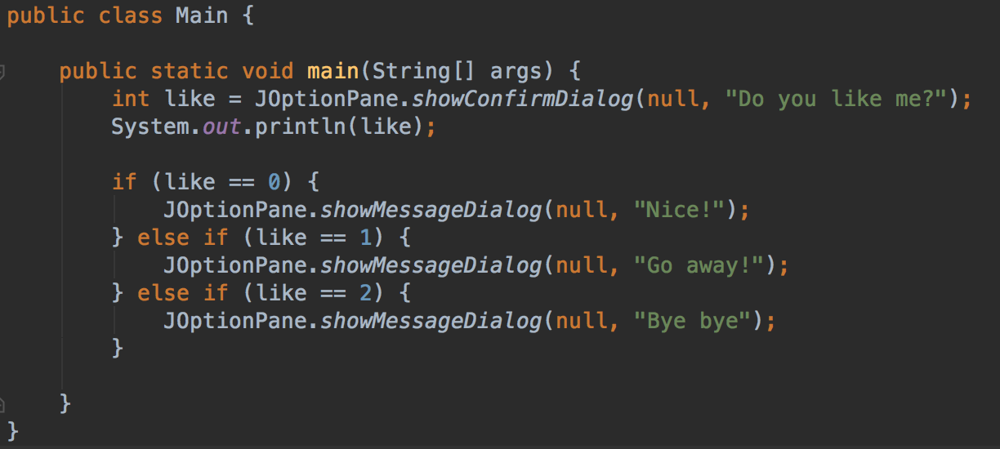 public class Main {
    public static void main(String[] args) {
        int like = JOptionPane.showConfirmDialog(null, "Do you like me?");
        System.out.println(like);
        if (like == 0) {
            JOptionPane.showMessageDialog(null, "Nice!");
        } else if (like == 1) {
            JOptionPane.showMessageDialog(null, "Go away!");
        } else if (like == 2) {
            JOptionPane.showMessageDialog(null, "Bye bye");
        }
    }
}